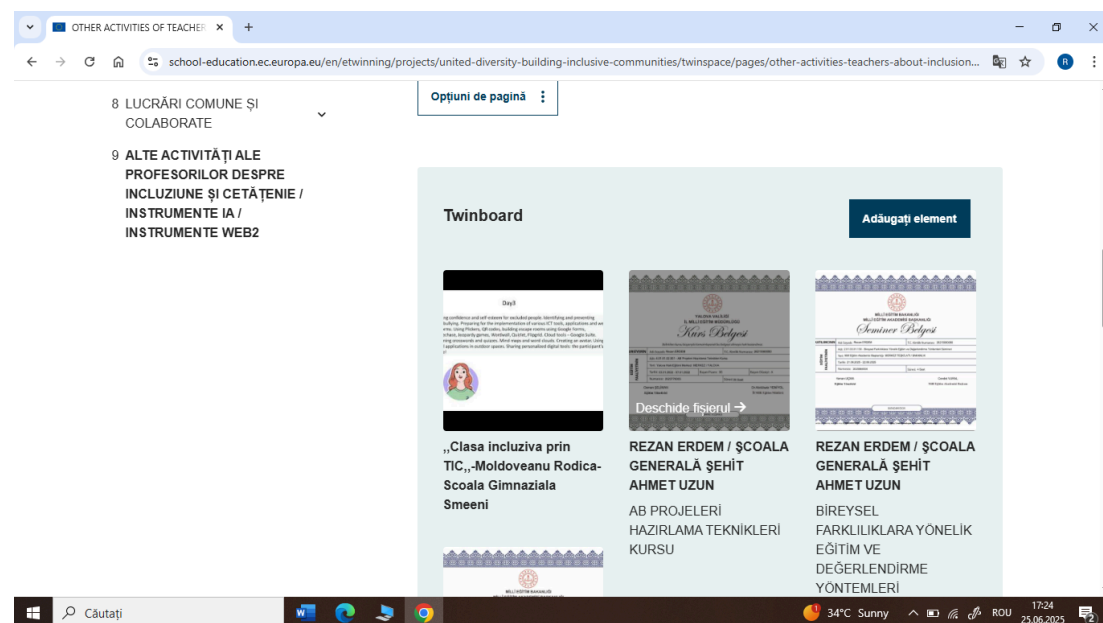 OTHER ACTIVITIES OF TEACHER
school-education.ec.europa.eu/en/etwinning/projects/united-diversity-building-inclusive-communities/twinspace/pages/other-activities-teachers-about-inclusion...
R
8 LUCRĂRI COMUNE ȘI
COLABORATE
9 ALTE ACTIVITĂȚI ALE
PROFESORILOR DESPRE
INCLUZIUNE ȘI CETĂȚENIE /
INSTRUMENTE IA /
INSTRUMENTE WEB2
Opțiuni de pagină
Twinboard
Adăugați element
Day3
Kurs Belgesi
Deschide fișierul →
Seminer Belgesi
,,Clasa incluziva prin
TIC,,-Moldoveanu Rodica-
Scoala Gimnaziala
Smeeni
REZAN ERDEM / ŞCOALA
GENERALĂ ŞEHİT
AHMET UZUN
AB PROJELERİ
HAZIRLAMA TEKNİKLERİ
KURSU
REZAN ERDEM / ŞCOALA
GENERALĂ ŞEHİT
AHMET UZUN
BİREYSEL
FARKLILIKLARA YÖNELİK
EĞİTİM VE
DEĞERLENDİRME
YÖNTEMLERİ
Căutați
34°C Sunny
ROU
17:24
25.06.2025
2